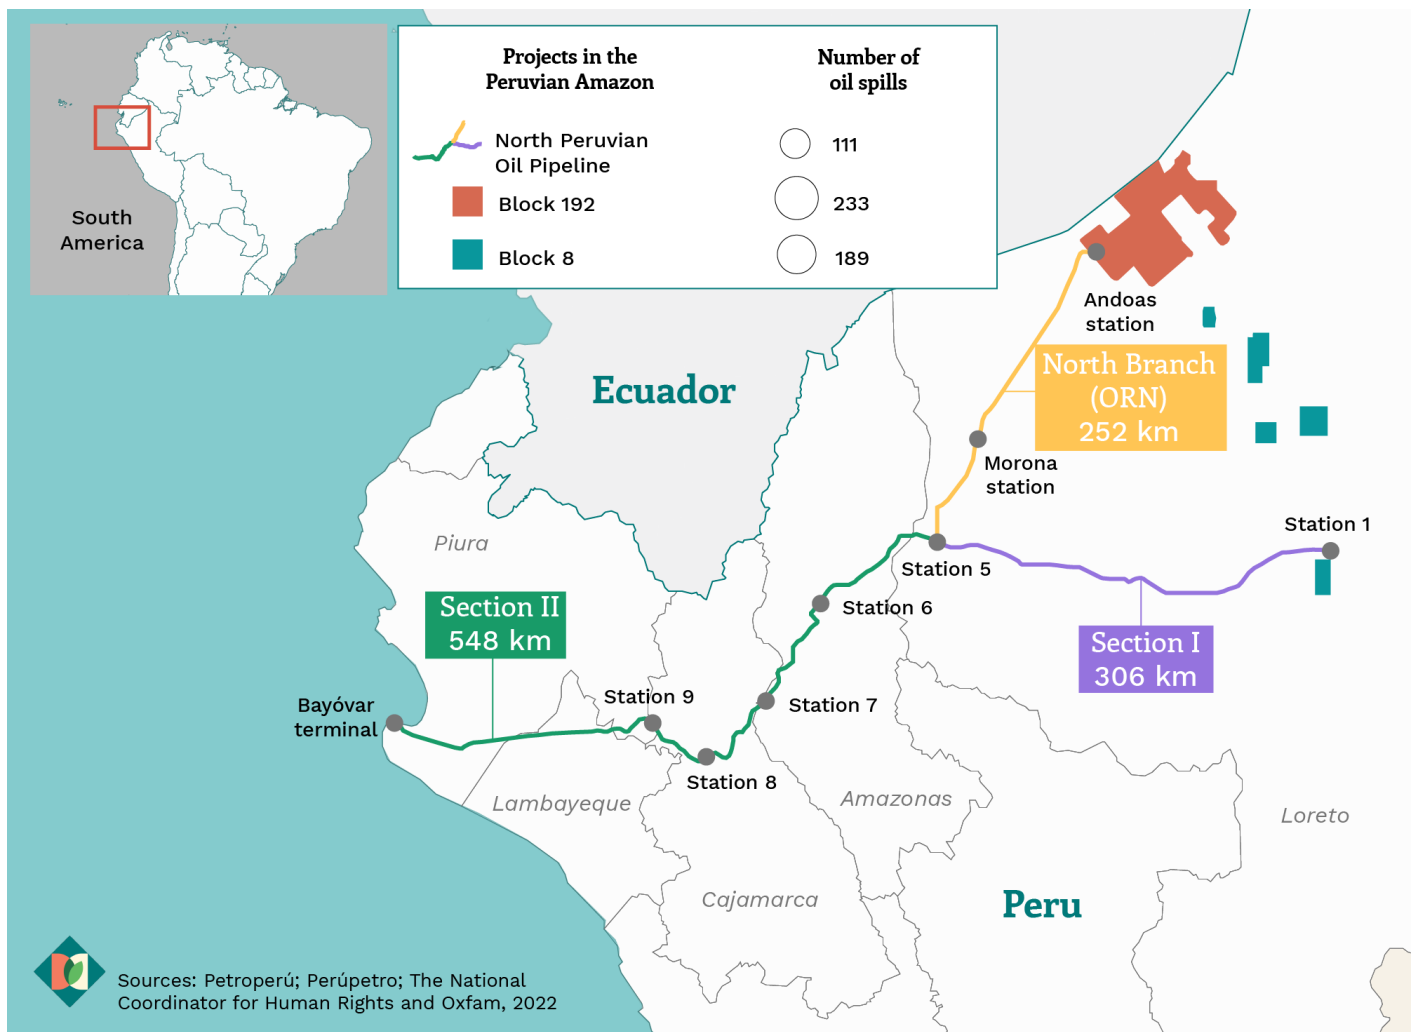 South
America
Projects in the
Peruvian Amazon
Number of
oil spills
North Peruvian
Oil Pipeline
111
Block 192
233
Block 8
189
Andoas
station
North Branch
(ORN)
252 km
Ecuador
Morona
station
Station 1
Piura
Station 5
Section II
548 km
Station 6
Section I
306 km
Station 9
Bayóvar
terminal
Station 7
Station 8
Lambayeque
Amazonas
Loreto
Cajamarca
Peru
Sources: Petroperú; Perúpetro; The National
Coordinator for Human Rights and Oxfam, 2022